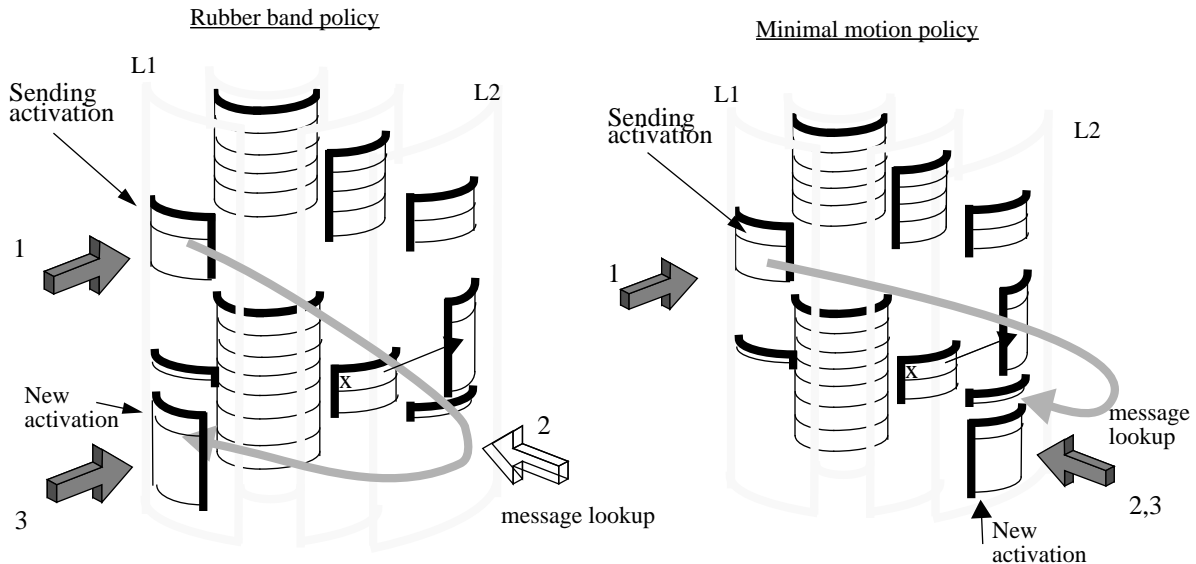 Rubber band policy
L1
Sending
activation
L2
1
x
New
activation
2
3
message lookup
Minimal motion policy
L1
Sending
activation
L2
1
x
message
lookup
2,3
New
activation